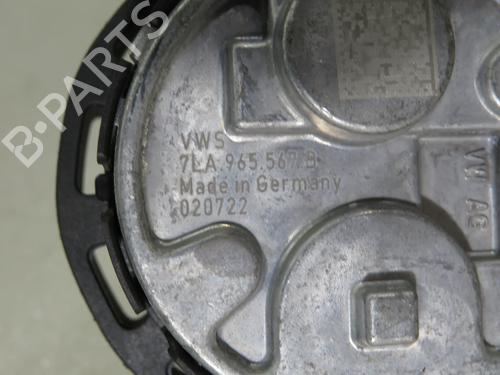 B-PARTS
VWS
7LA 965 567 B
Made in Germany
020722
VW AG